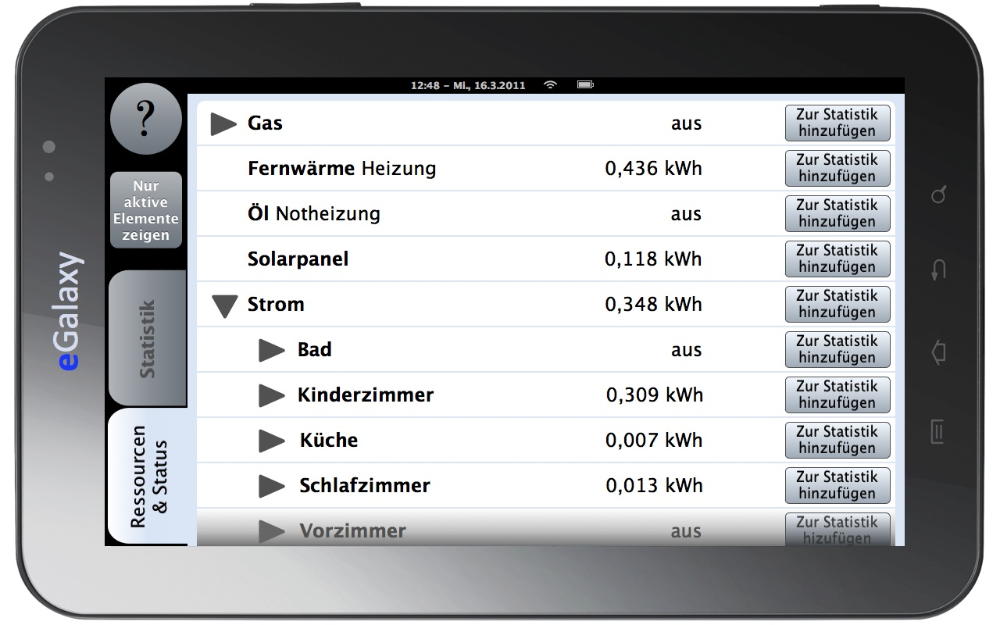 12:48 – Mi., 16.3.2011
?
Nur
aktive
Elemente
zeigen
Statistik
Ressourcen
& Status
eGalaxy
Gas aus Zur Statistik
hinzufügen
Fernwärme Heizung 0,436 kWh Zur Statistik
hinzufügen
Öl Notheizung aus Zur Statistik
hinzufügen
Solarpanel 0,118 kWh Zur Statistik
hinzufügen
Strom 0,348 kWh Zur Statistik
hinzufügen
Bad aus Zur Statistik
hinzufügen
Kinderzimmer 0,309 kWh Zur Statistik
hinzufügen
Küche 0,007 kWh Zur Statistik
hinzufügen
Schlafzimmer 0,013 kWh Zur Statistik
hinzufügen
Vorzimmer aus Zur Statistik
hizufügen